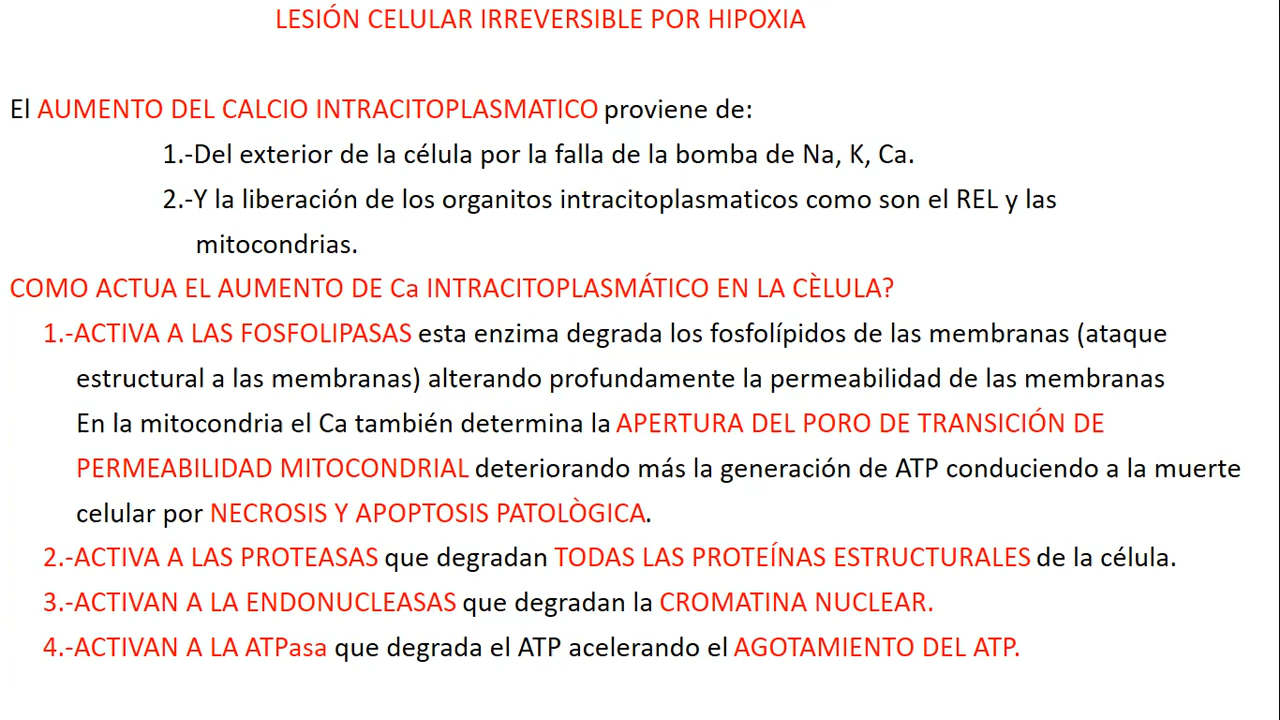 LESIÓN CELULAR IRREVERSIBLE POR HIPOXIA
El AUMENTO DEL CALCIO INTRACITOPLASMATICO proviene de:
1.-Del exterior de la célula por la falla de la bomba de Na, K, Ca.
2.-Y la liberación de los organitos intracitoplasmaticos como son el REL y las
mitocondrias.
COMO ACTUA EL AUMENTO DE Ca INTRACITOPLASMÁTICO EN LA CÈLULA?
1.-ACTIVA A LAS FOSFOLIPASAS esta enzima degrada los fosfolípidos de las membranas (ataque
estructural a las membranas) alterando profundamente la permeabilidad de las membranas
En la mitocondria el Ca también determina la APERTURA DEL PORO DE TRANSICIÓN DE
PERMEABILIDAD MITOCONDRIAL deteriorando más la generación de ATP conduciendo a la muerte
celular por NECROSIS Y APOPTOSIS PATOLÒGICA.
2.-ACTIVA A LAS PROTEASAS que degradan TODAS LAS PROTEÍNAS ESTRUCTURALES de la célula.
3.-ACTIVAN A LA ENDONUCLEASAS que degradan la CROMATINA NUCLEAR.
4.-ACTIVAN A LA ATPasa que degrada el ATP acelerando el AGOTAMIENTO DEL ATP.